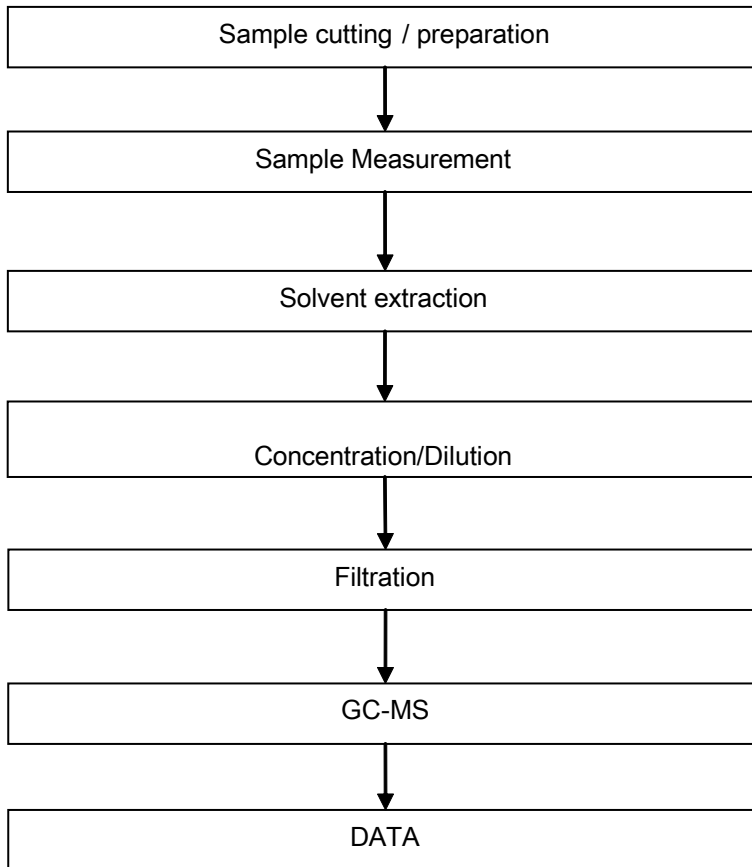 Sample cutting / preparation
Sample Measurement
Solvent extraction
Concentration/Dilution
Filtration
GC-MS
DATA